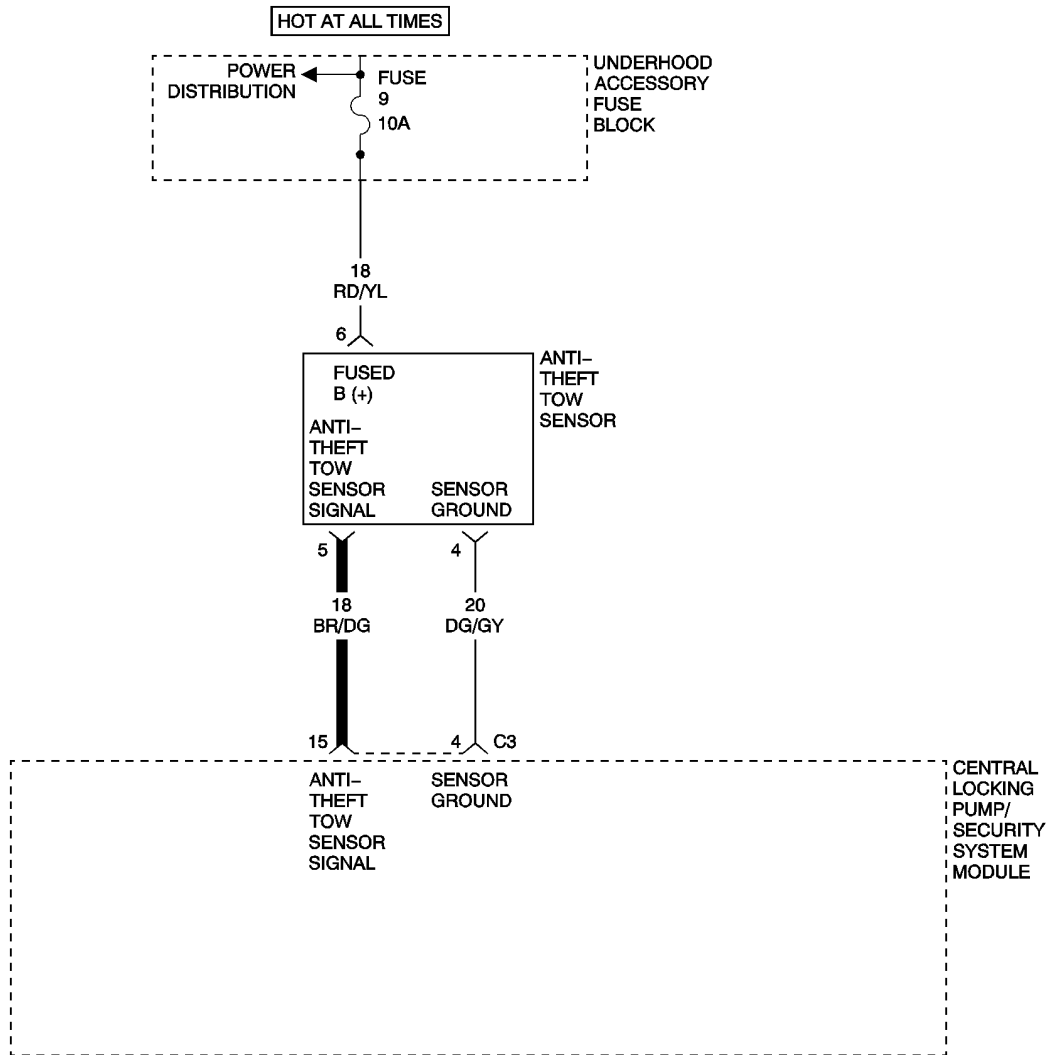 HOT AT ALL TIMES
POWER
DISTRIBUTION
FUSE
9
10A
UNDERHOOD
ACCESSORY
FUSE
BLOCK
18
RD/YL
6
FUSED
B (+)
ANTI–
THEFT
TOW
SENSOR
SIGNAL
SENSOR
GROUND
ANTI–
THEFT
TOW
SENSOR
5
4
18
BR/DG
20
DG/GY
15
4
C3
ANTI–
THEFT
TOW
SENSOR
SIGNAL
SENSOR
GROUND
CENTRAL
LOCKING
PUMP/
SECURITY
SYSTEM
MODULE